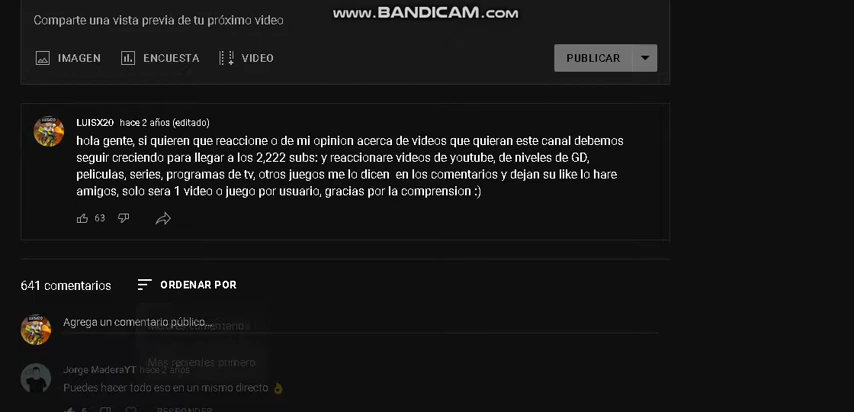 www.BANDICAM.com
Comparte una vista previa de tu próximo video
IMAGEN ENCUESTA VIDEO PUBLICAR
LUISX20 hace 2 años (editado)
hola gente, si quieren que reaccione o de mi opinion acerca de videos que quieran este canal debemos
seguir creciendo para llegar a los 2,222 subs: y reaccionare videos de youtube, de niveles de GD,
peliculas, series, programas de tv, otros juegos me lo dicen en los comentarios y dejan su like lo hare
amigos, solo sera 1 video o juego por usuario, gracias por la comprension :)
63
641 comentarios ORDENAR POR
Agrega un comentario público...
Mejores comentarios
Más recientes primero
Jorge MaderaYT hace 2 años
Puedes hacer todo eso en un mismo directo 👌
6 RESPONDER